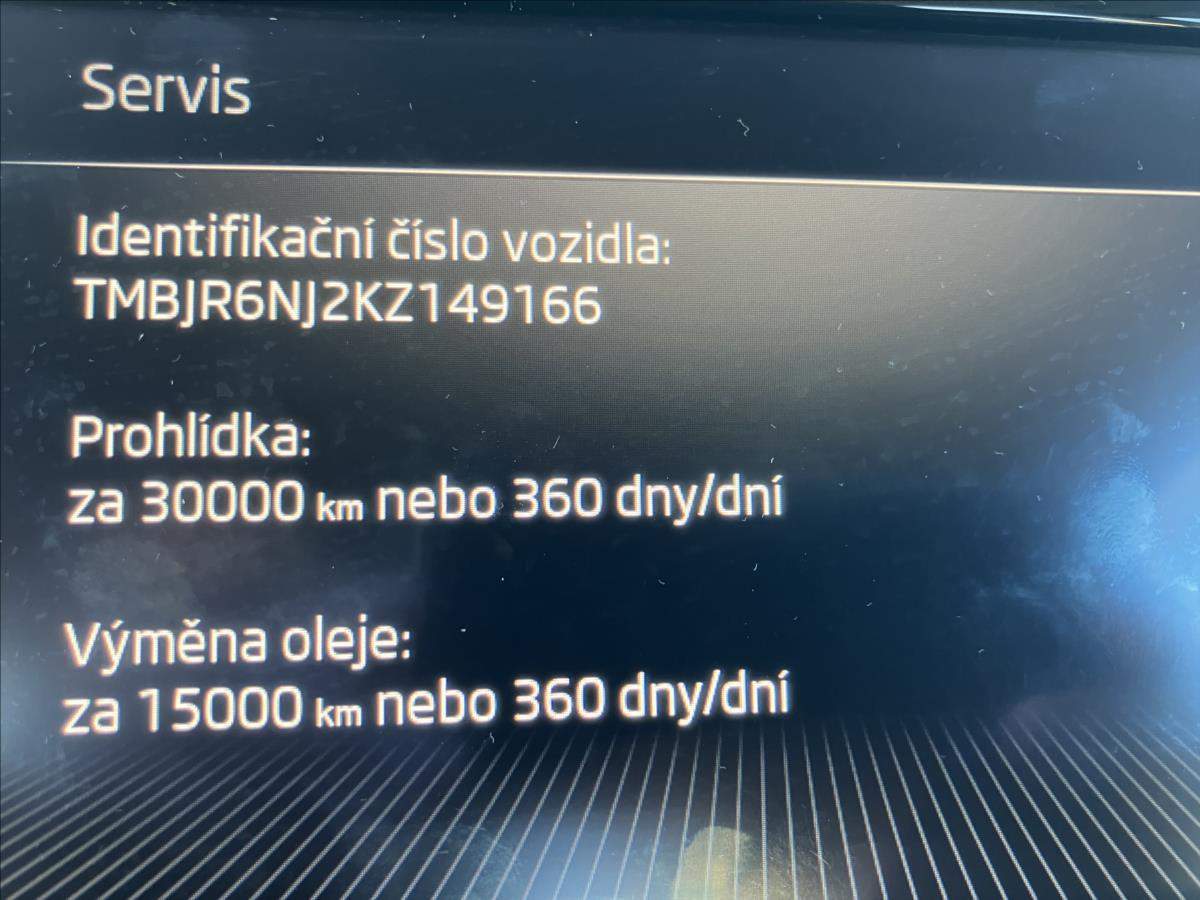 Servis
Identifikační číslo vozidla:
TMBJR6NJ2KZ149166
Prohlídka:
za 30000 km nebo 360 dny/dní
Výměna oleje:
za 15000 km nebo 360 dny/dní